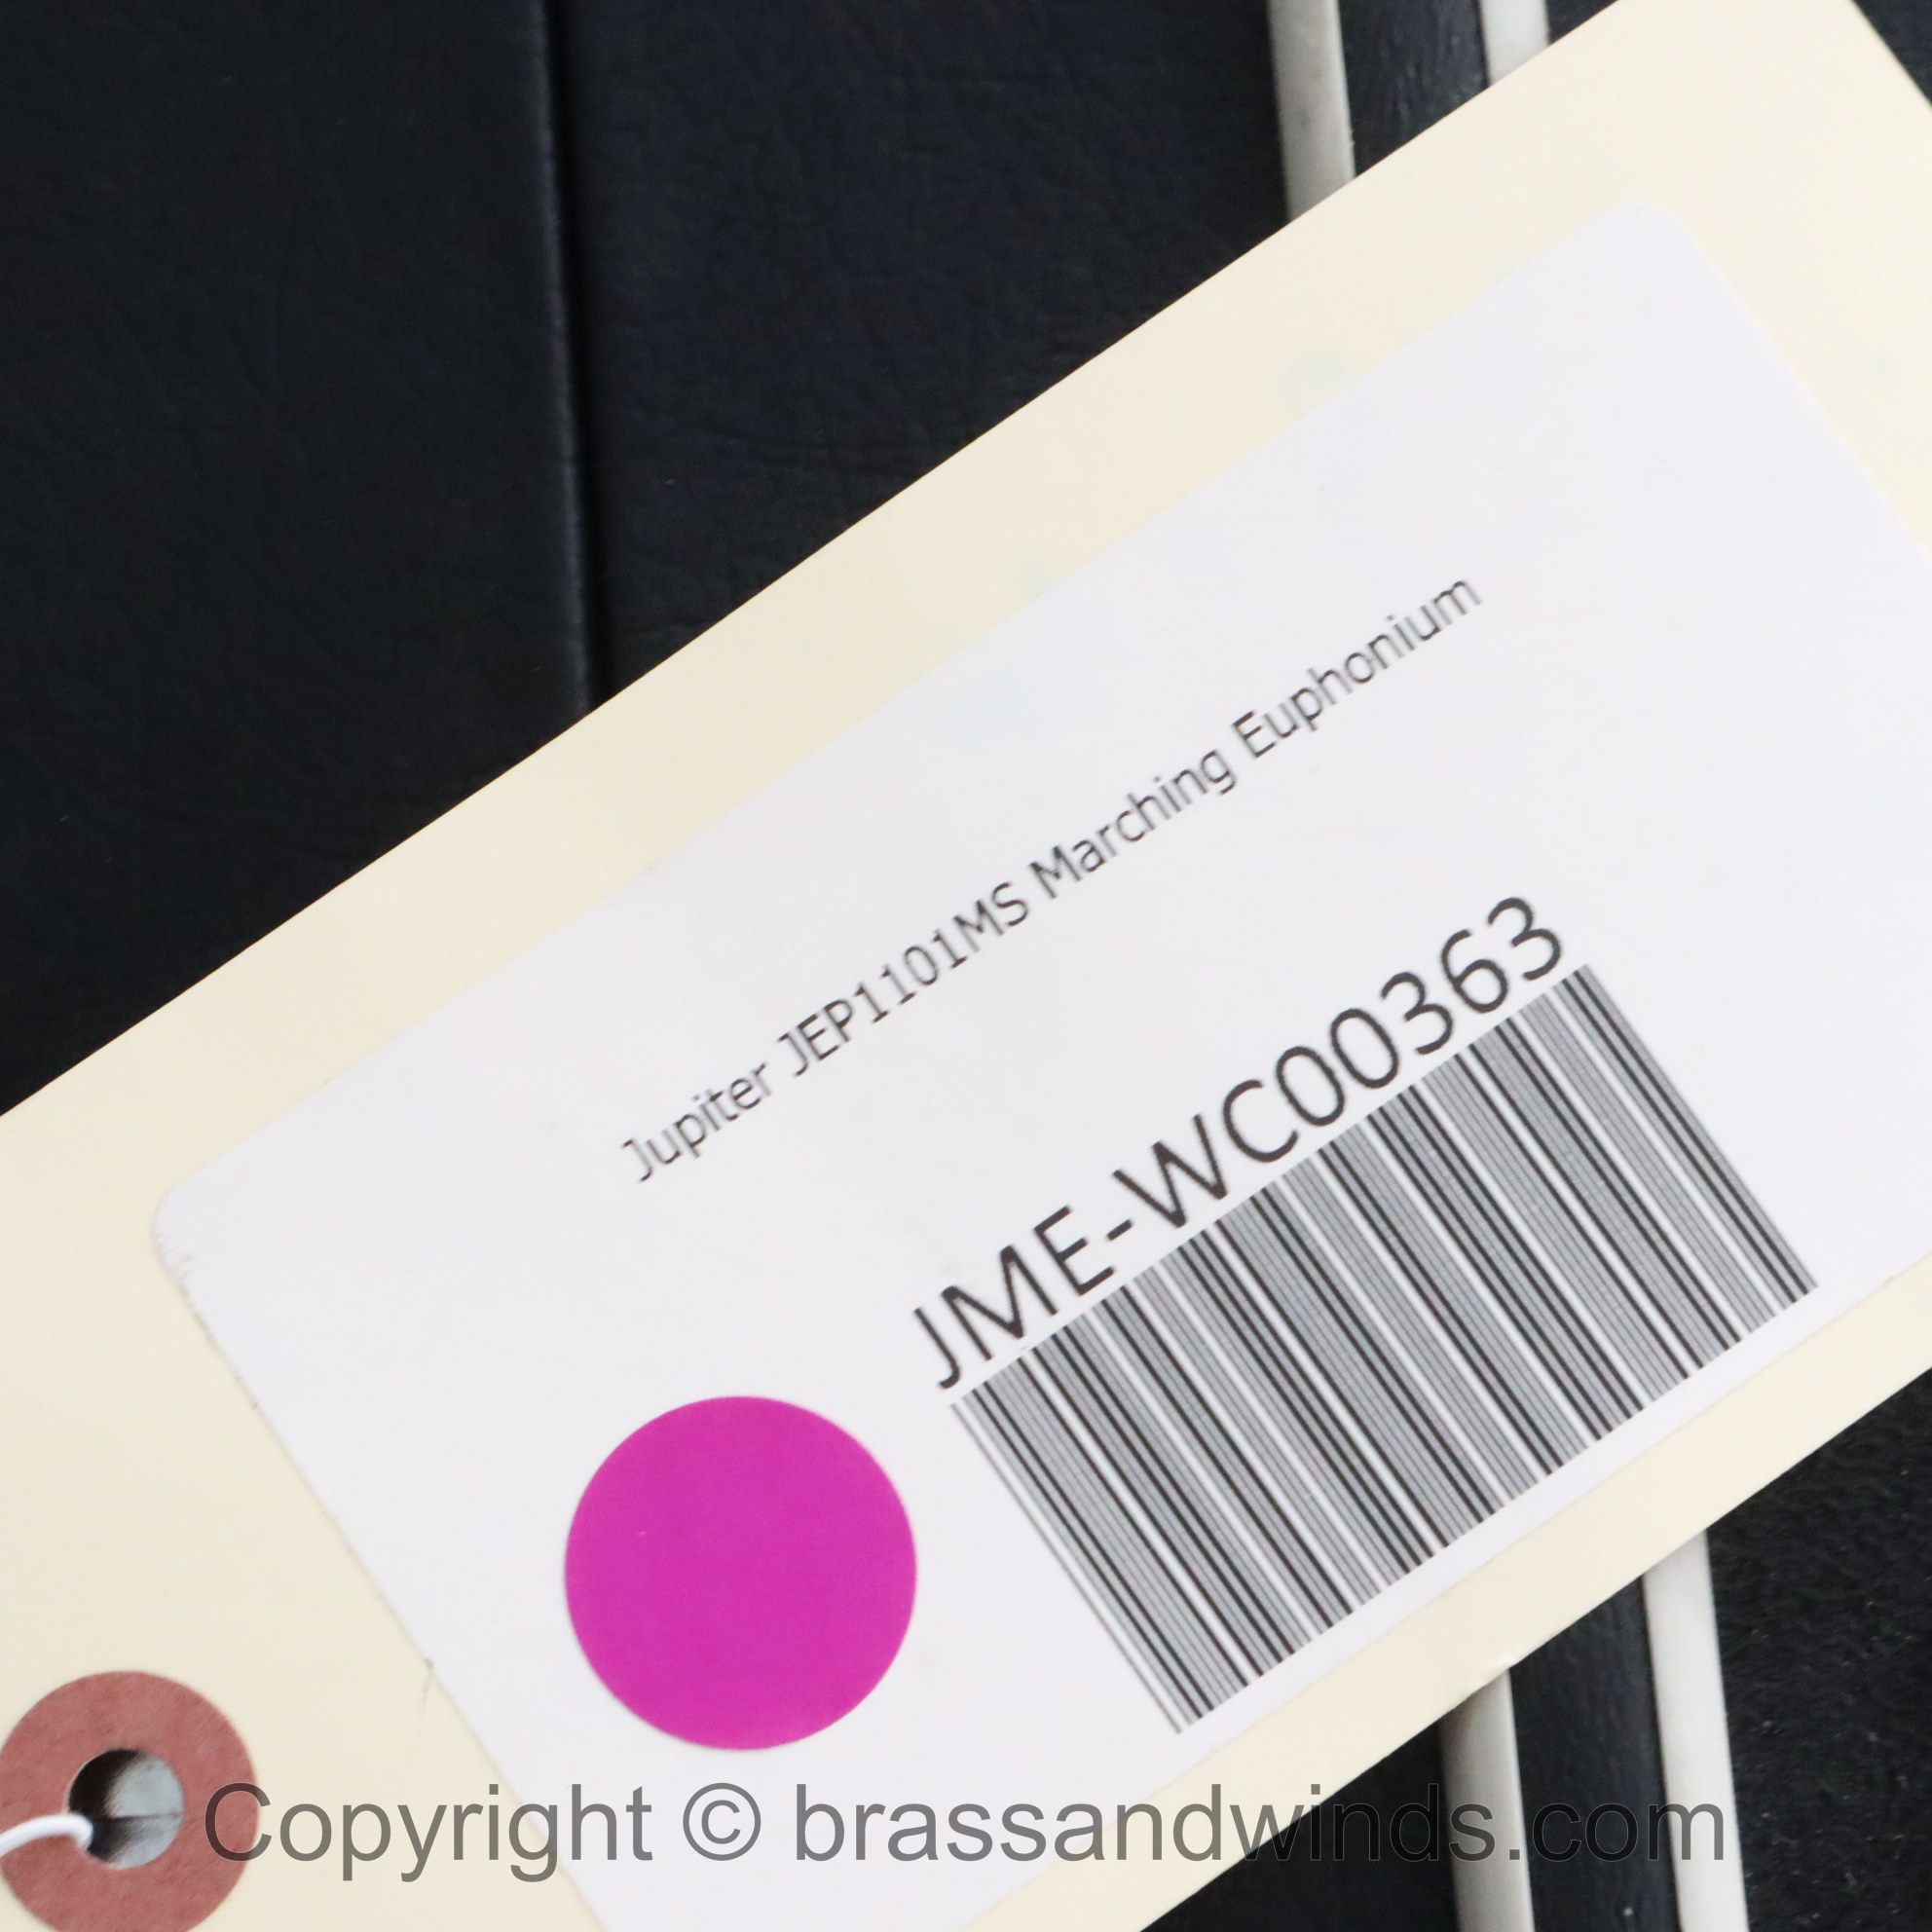 Jupiter JEP1101MS Marching Euphonium
JME-WC00363
Copyright © brassandwinds.com